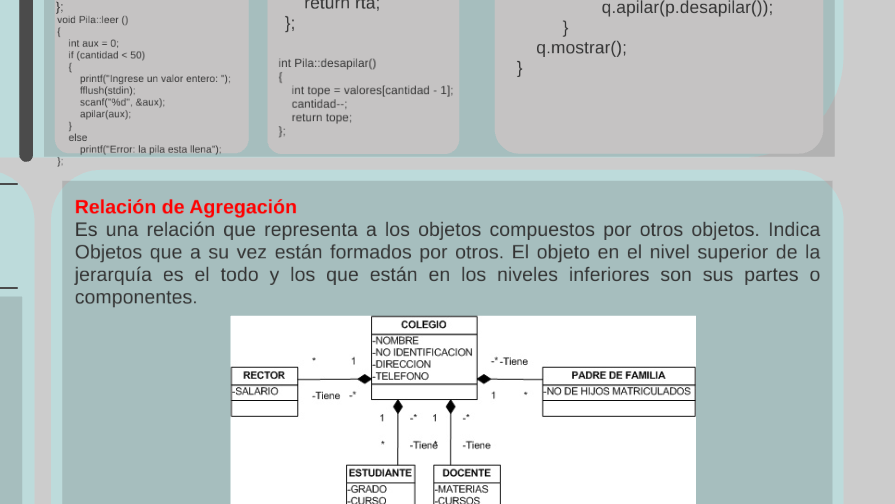 };
void Pila::leer ()
{
int aux = 0;
if (cantidad < 50)
{
printf("Ingrese un valor entero: ");
fflush(stdin);
scanf("%d", &aux);
apilar(aux);
}
else
printf("Error: la pila esta llena");
};
return rta;
};
int Pila::desapilar()
{
int tope = valores[cantidad - 1];
cantidad--;
return tope;
};
q.apilar(p.desapilar());
}
q.mostrar();
}
Relación de Agregación
Es una relación que representa a los objetos compuestos por otros objetos. Indica
Objetos que a su vez están formados por otros. El objeto en el nivel superior de la
jerarquía es el todo y los que están en los niveles inferiores son sus partes o
componentes.
COLEGIO
-NOMBRE
-NO IDENTIFICACION
-DIRECCION
-TELEFONO
* 1
-Tiene -*
RECTOR
-SALARIO
-* -Tiene
1 *
PADRE DE FAMILIA
-NO DE HIJOS MATRICULADOS
1 -* 1 -*
* -Tiene * -Tiene
ESTUDIANTE
-GRADO
-CURSO
DOCENTE
-MATERIAS
-CURSOS